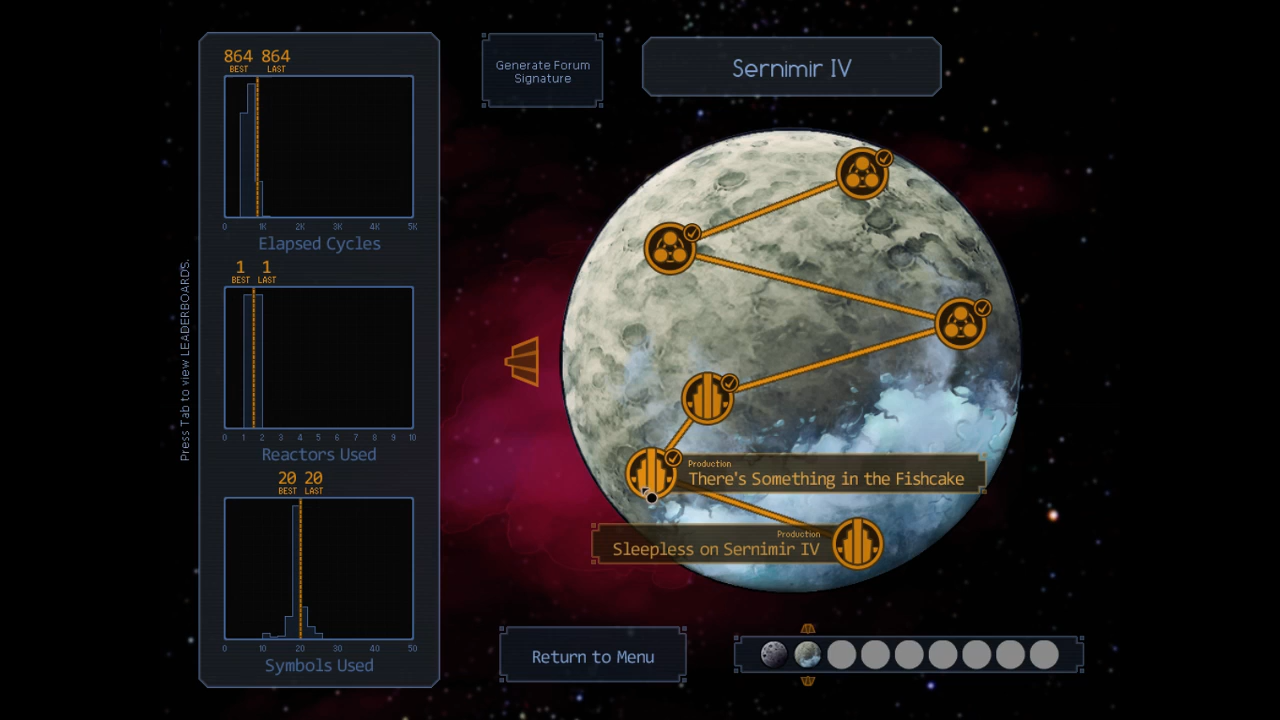 864 864
BEST LAST
0 1K 2K 3K 4K 5K
Elapsed Cycles
1 1
BEST LAST
0 1 2 3 4 5 6 7 8 9 10
Reactors Used
20 20
BEST LAST
0 10 20 30 40 50
Symbols Used
Press Tab to view LEADERBOARDS.
Generate Forum
Signature
Sernimir IV
Production
There's Something in the Fishcake
Production
Sleepless on Sernimir IV
Return to Menu